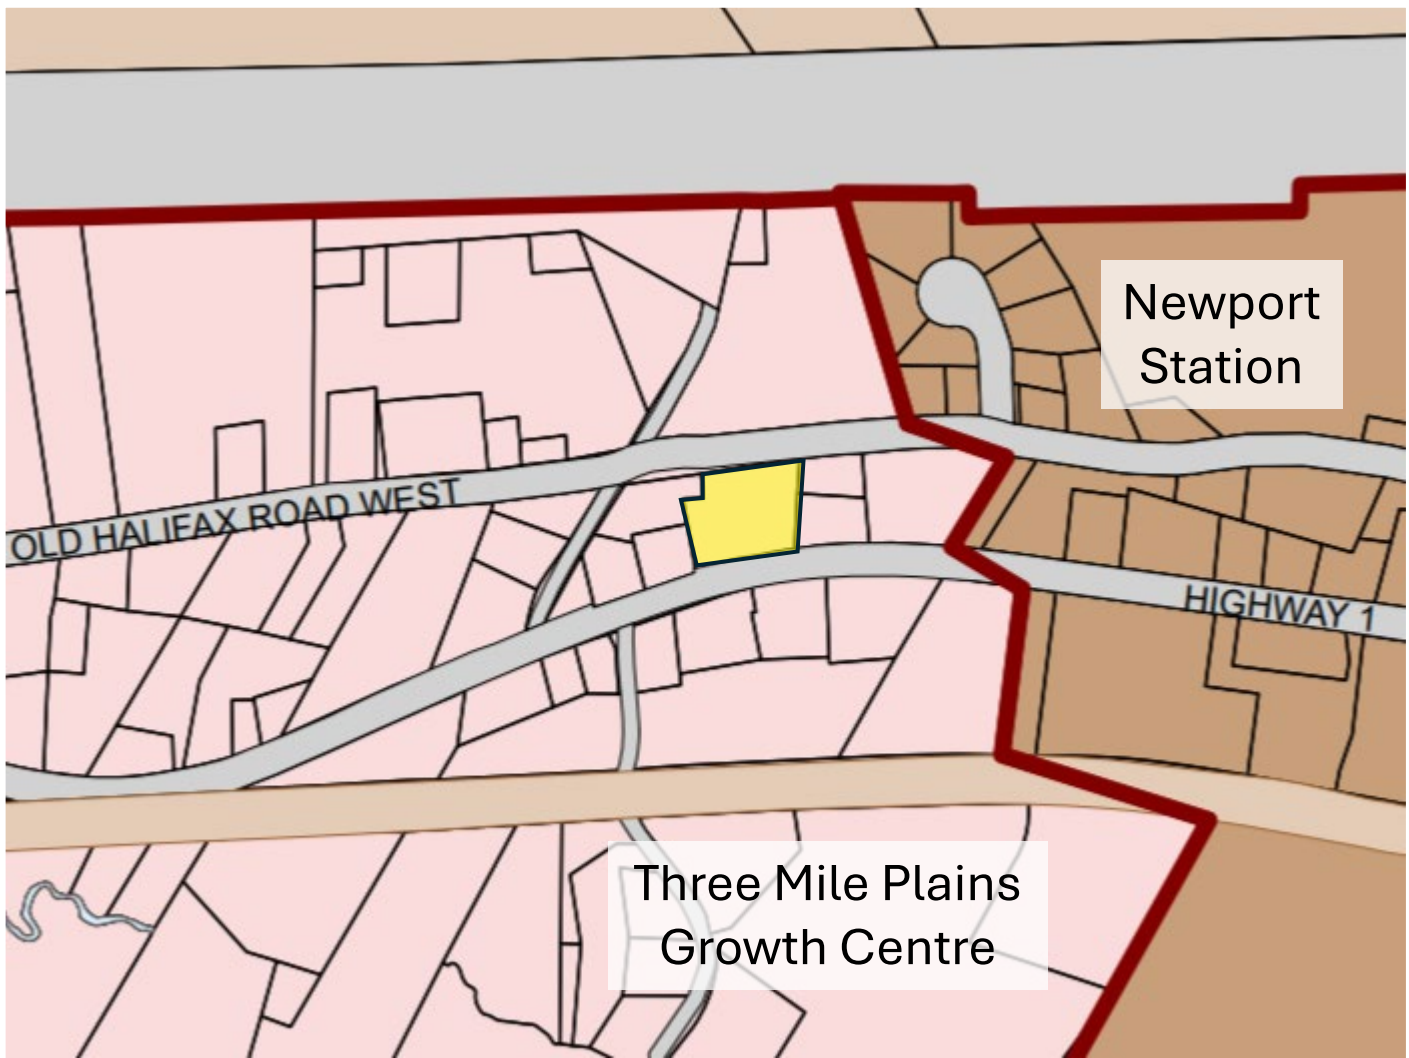 Newport
Station
OLD HALIFAX ROAD WEST
HIGHWAY 1
Three Mile Plains
Growth Centre